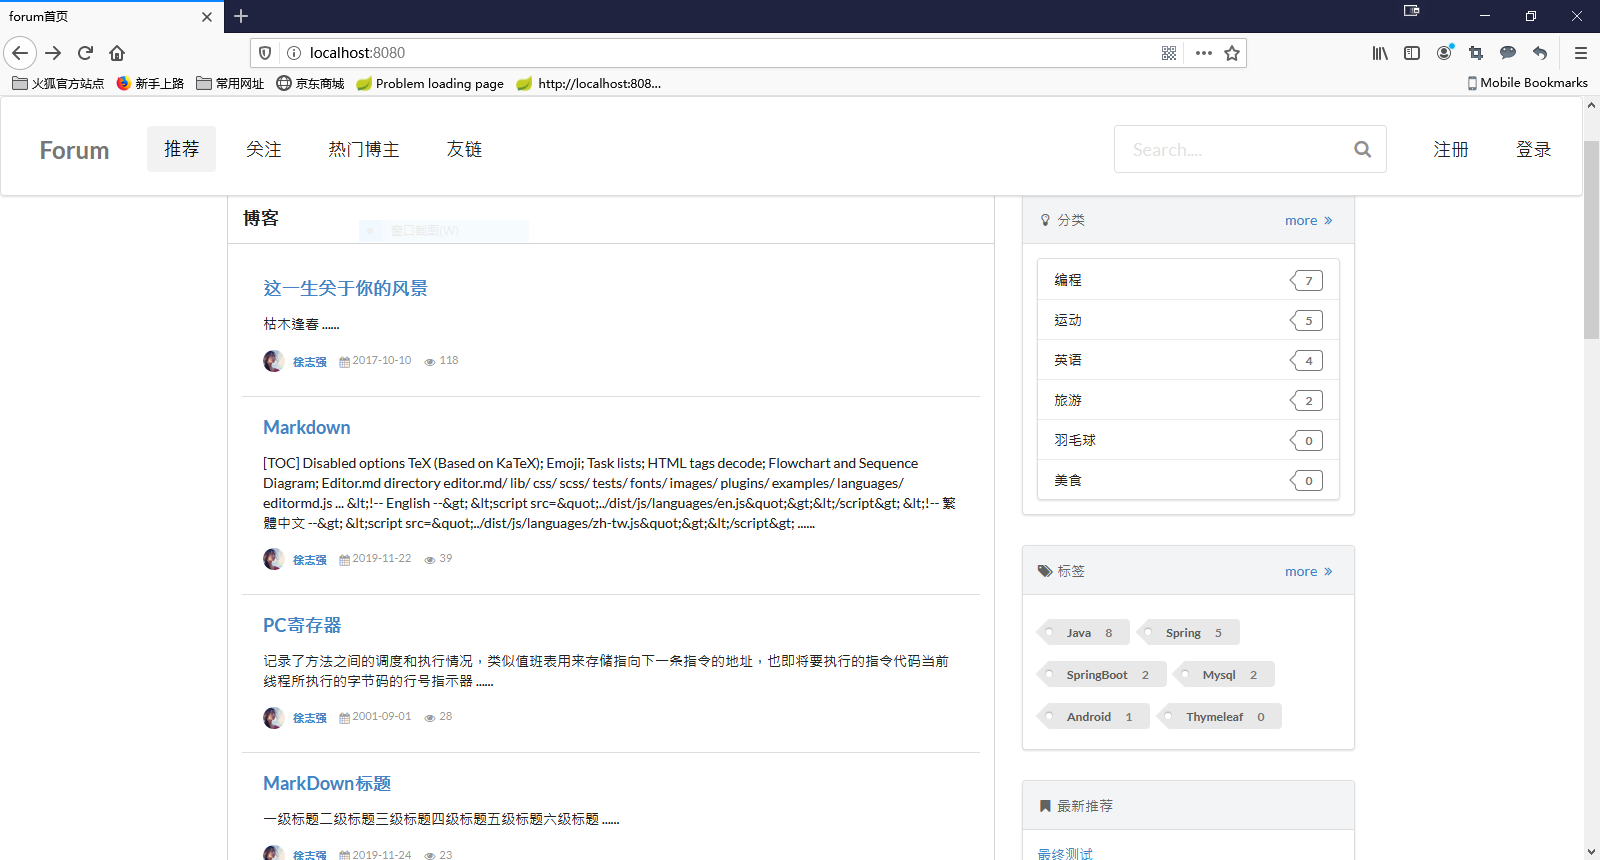 forum首页
localhost:8080
火狐官方站点 新手上路 常用网址 京东商城 Problem loading page http://localhost:808... Mobile Bookmarks
Forum 推荐 关注 热门博主 友链 Search.... 注册 登录
博客
窗口截图(W)
这一生关于你的风景
枯木逢春 ......
徐志强 2017-10-10 118
Markdown
[TOC] Disabled options TeX (Based on KaTeX); Emoji; Task lists; HTML tags decode; Flowchart and Sequence
Diagram; Editor.md directory editor.md/ lib/ css/ scss/ tests/ fonts/ images/ plugins/ examples/ languages/
editormd.js ... &lt;!-- English --&gt; &lt;script src=&quot;../dist/js/languages/en.js&quot;&gt;&lt;/script&gt; &lt;!-- 繁
體中文 --&gt; &lt;script src=&quot;../dist/js/languages/zh-tw.js&quot;&gt;&lt;/script&gt; ......
徐志强 2019-11-22 39
PC寄存器
记录了方法之间的调度和执行情况，类似值班表用来存储指向下一条指令的地址，也即将要执行的指令代码当前
线程所执行的字节码的行号指示器 ......
徐志强 2001-09-01 28
MarkDown标题
一级标题二级标题三级标题四级标题五级标题六级标题 ......
徐志强 2019-11-24 23
分类 more
编程 7
运动 5
英语 4
旅游 2
羽毛球 0
美食 0
标签 more
Java 8 Spring 5
SpringBoot 2 Mysql 2
Android 1 Thymeleaf 0
最新推荐
最终测试